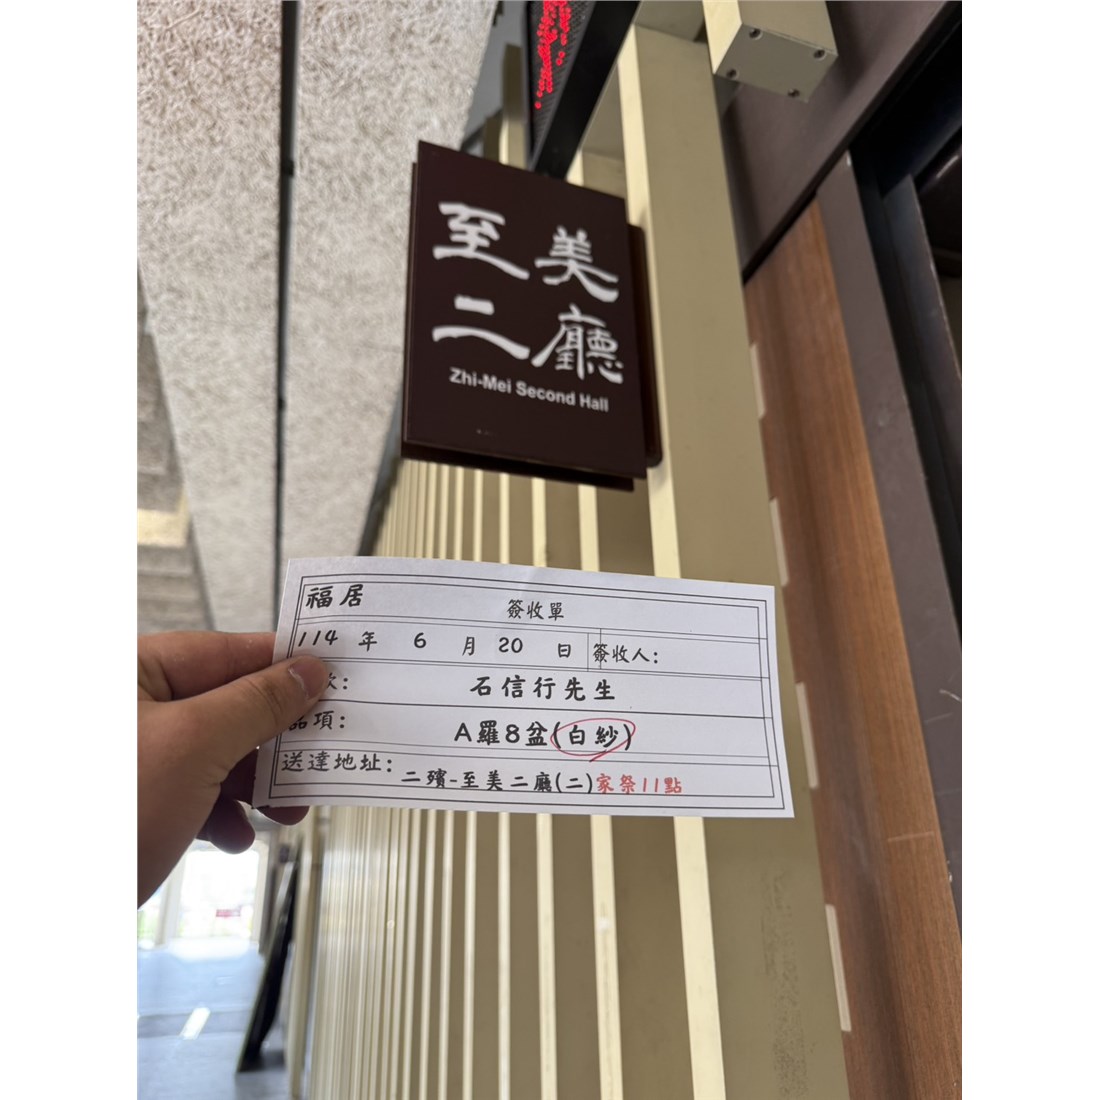 至美
二廳
Zhi-Mei Second Hall
福居
簽收單
114 年 6 月 20 日 簽收人:
: 石信行先生
品項: A羅8盆(白紗)
送達地址: 二殯-至美二廳(二)家祭11點